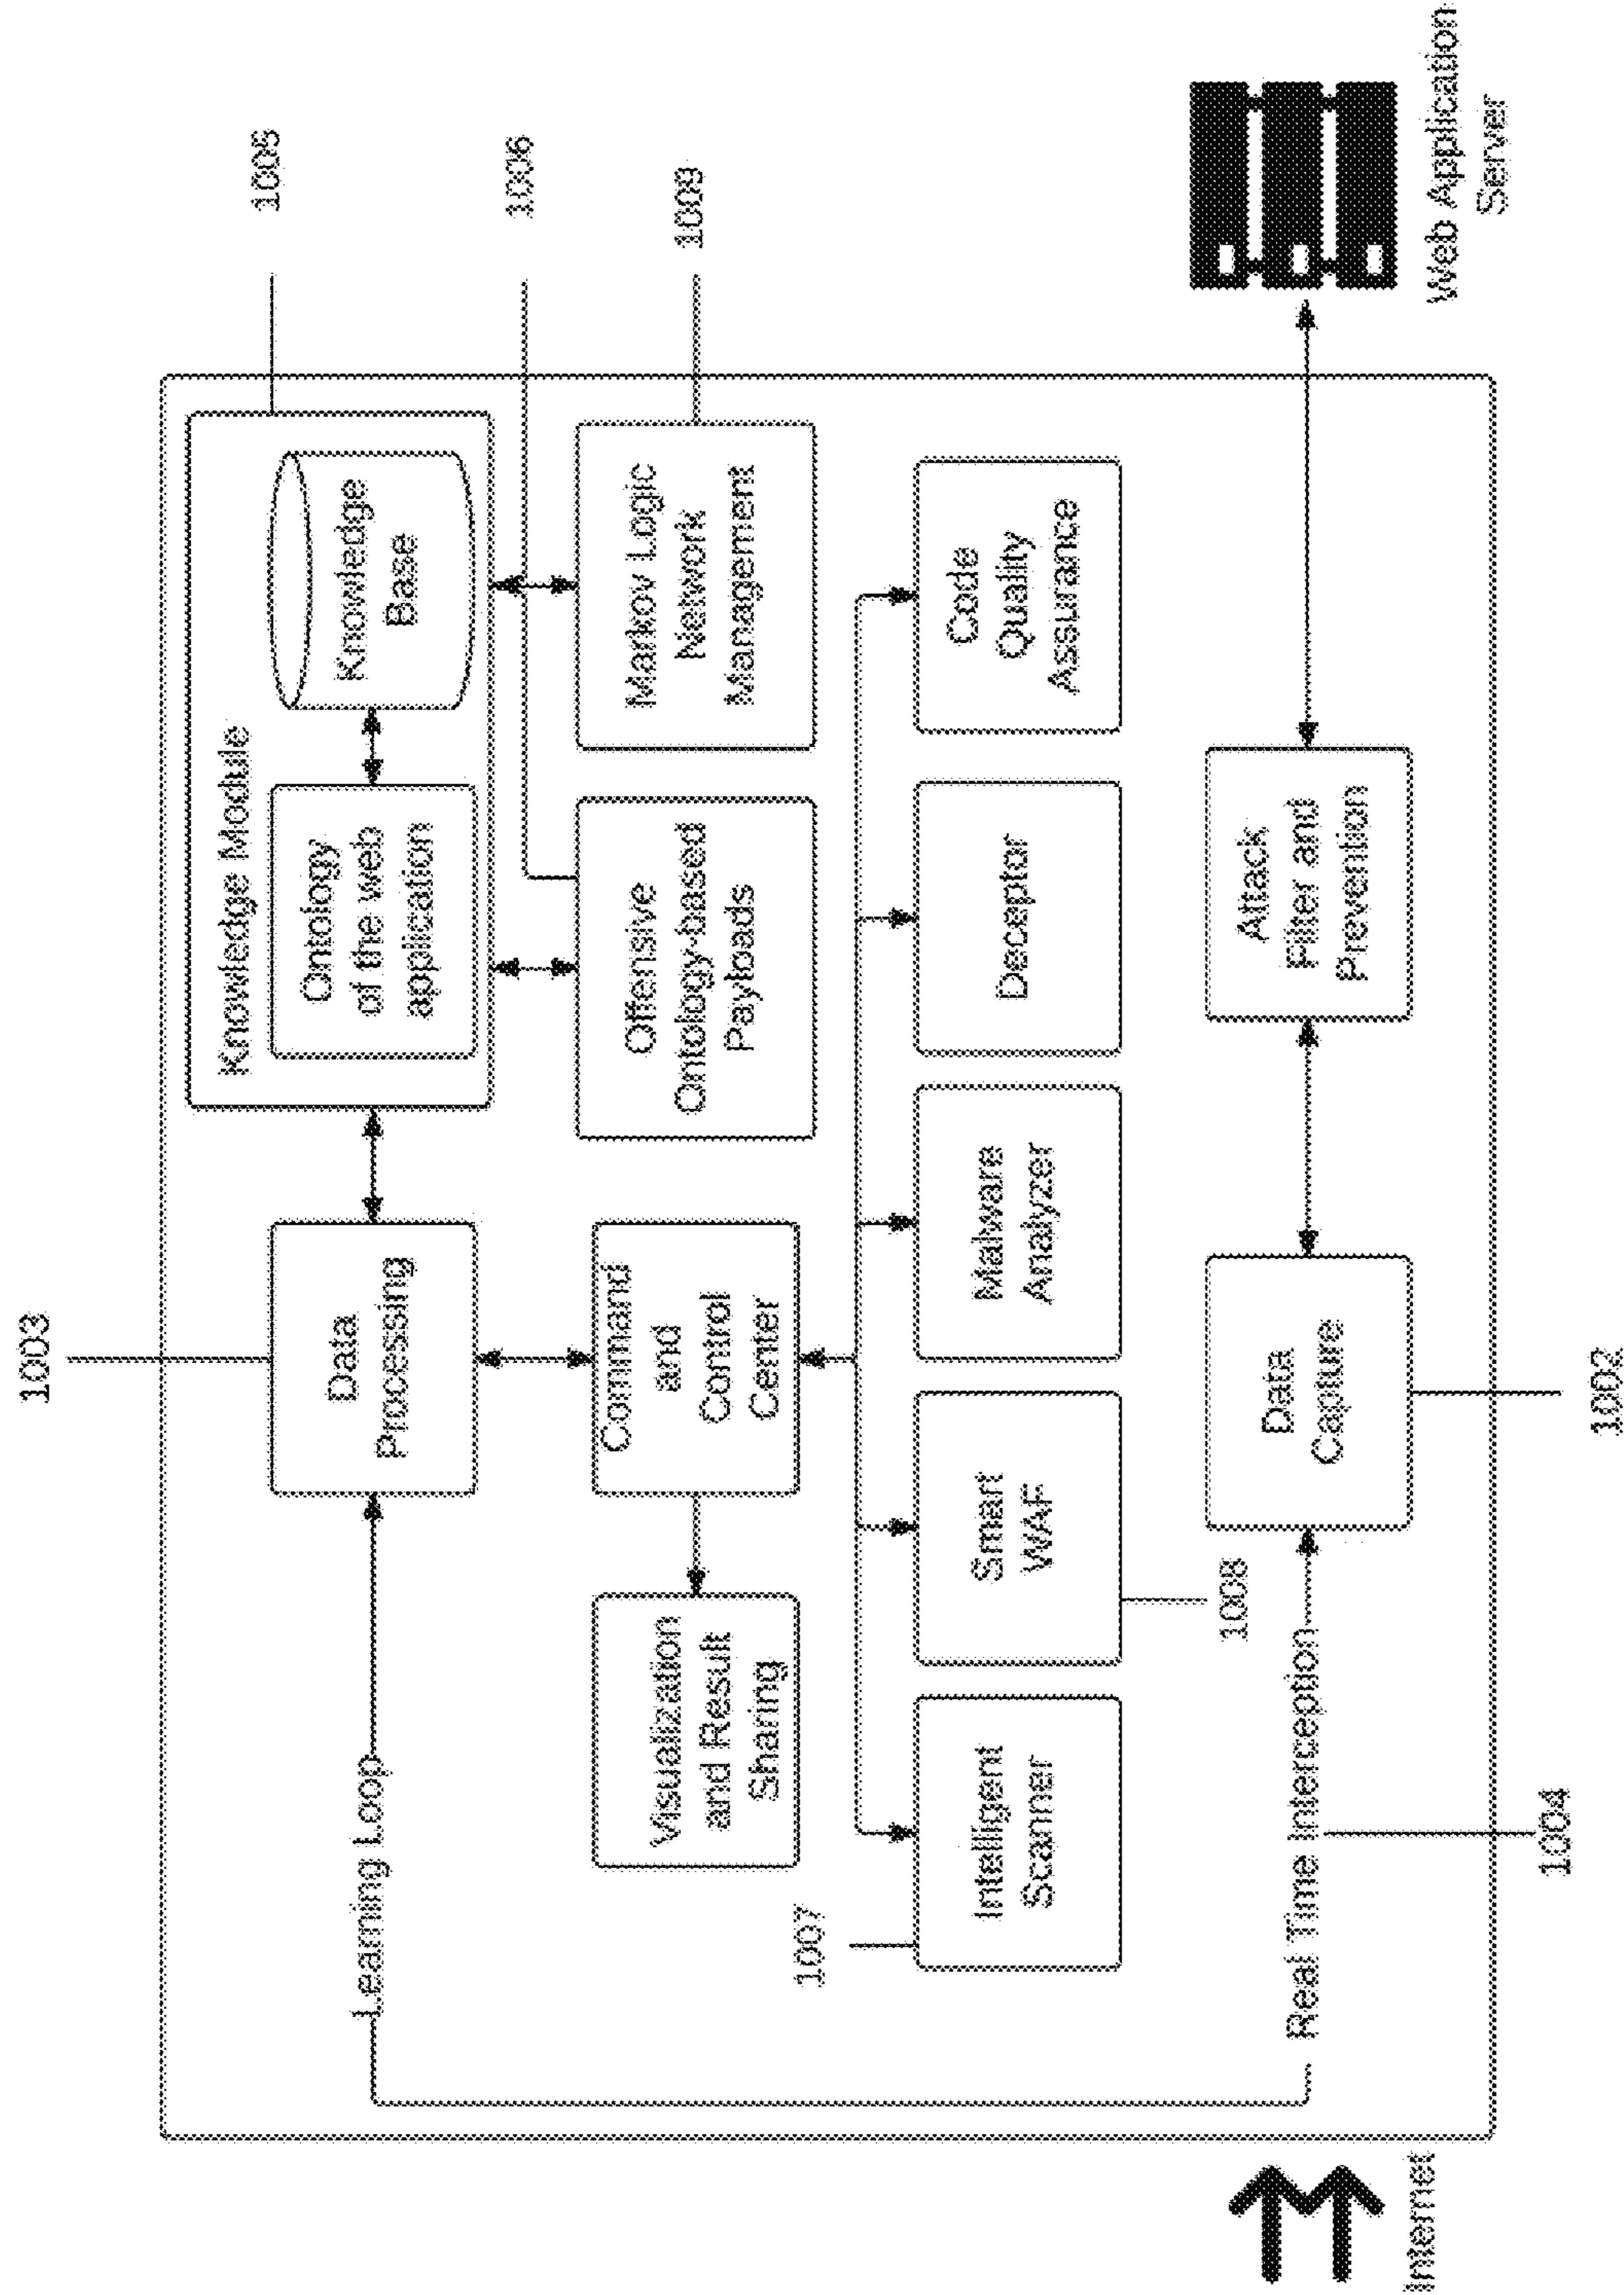 1003
1005
Knowledge Module
Data
Processing
Ontology
of the web
application
Knowledge
Base
Learning Loop
1006
Visualization
and Result
Sharing
Command
and
Control
Center
Offensive
Ontology-based
Payloads
Markov Logic
Network
Management
1009
1007
Intelligent
Scanner
Smart
WAF
Malware
Analyzer
Deceptor
Code
Quality
Assurance
1008
Real Time Interception
Data
Capture
Attack
Filter and
Prevention
Internet
Web Application
Server
1004
1002